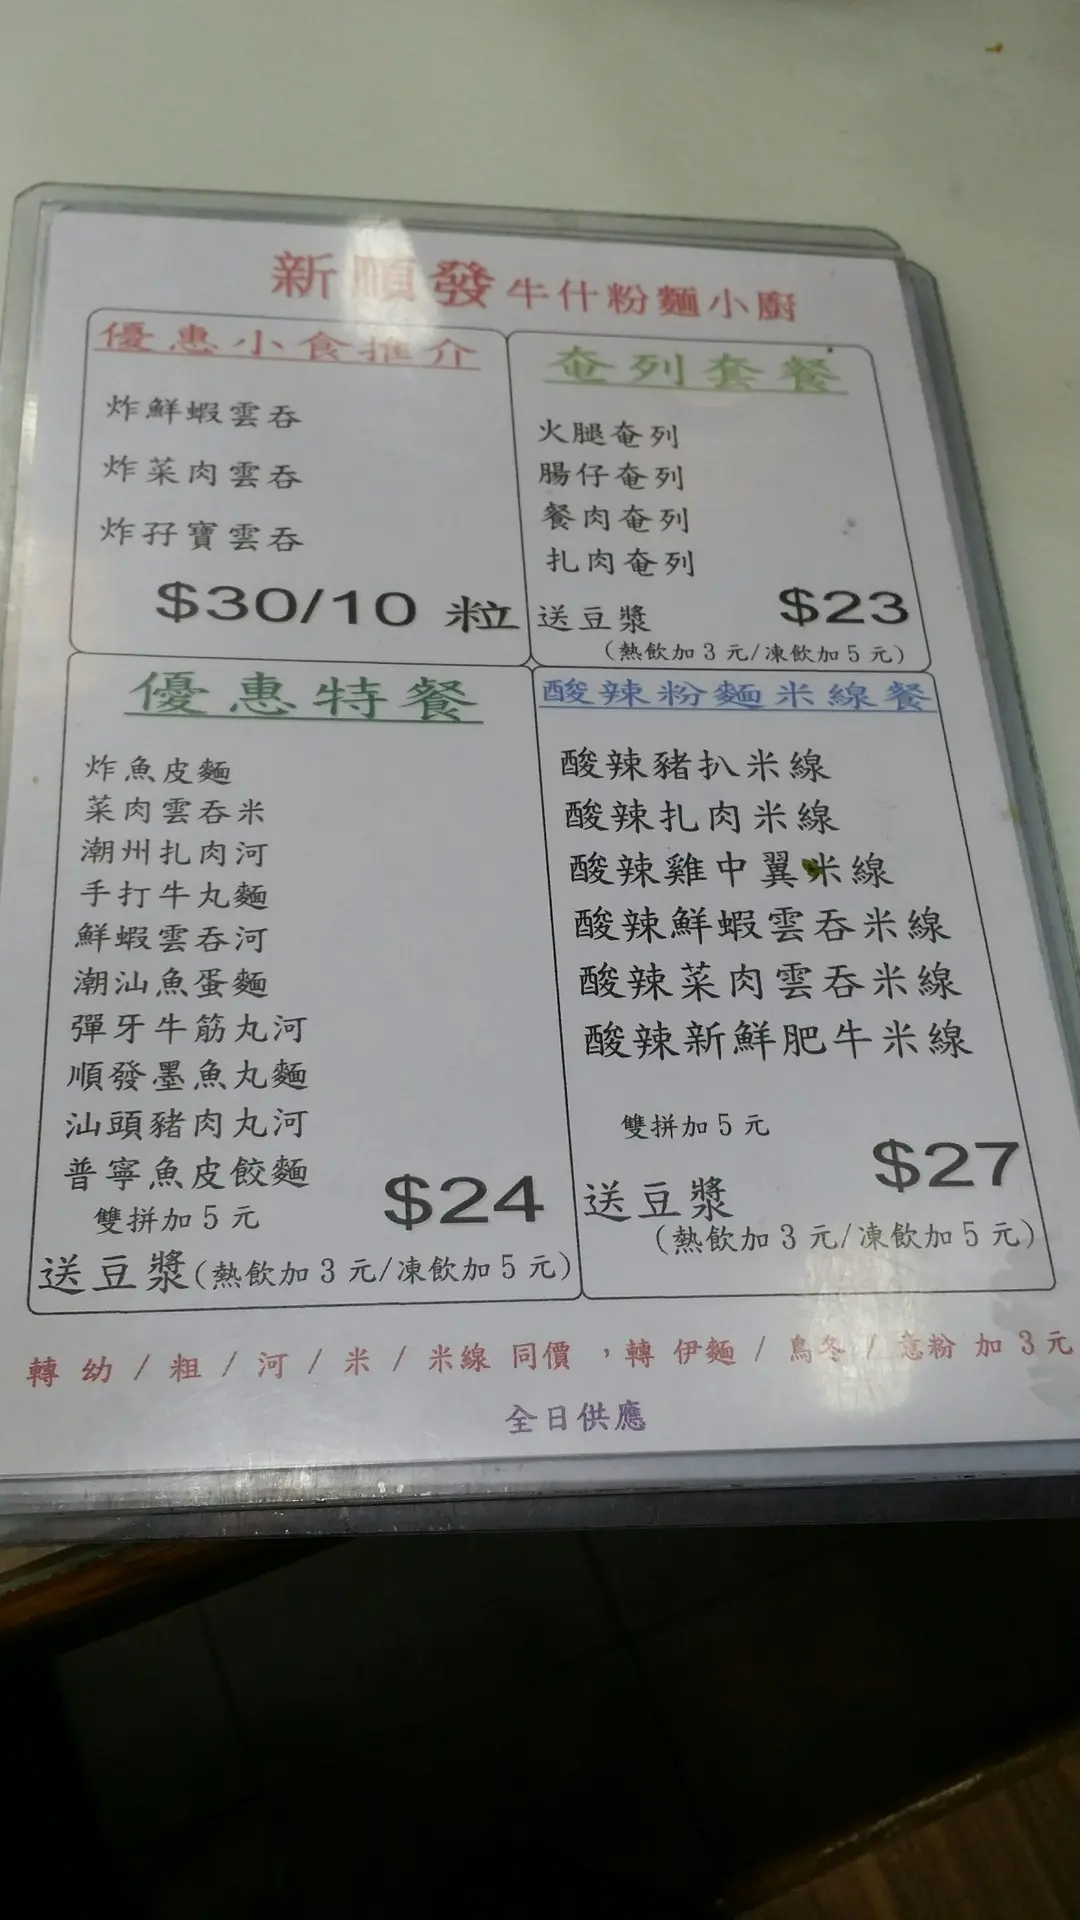 新順發牛什粉麵小廚
優惠小食推介
炸鮮蝦雲吞
炸菜肉雲吞
炸孖寶雲吞
$30/10 粒
奄列套餐
火腿奄列
腸仔奄列
餐肉奄列
扎肉奄列
送豆漿 $23
(熱飲加3元/凍飲加5元)
優惠特餐
炸魚皮麵
菜肉雲吞米
潮州扎肉河
手打牛丸麵
鮮蝦雲吞河
潮汕魚蛋麵
彈牙牛筋丸河
順發墨魚丸麵
汕頭豬肉丸河
普寧魚皮餃麵
雙拼加5元 $24
送豆漿(熱飲加3元/凍飲加5元)
酸辣粉麵米線餐
酸辣豬扒米線
酸辣扎肉米線
酸辣雞中翼米線
酸辣鮮蝦雲吞米線
酸辣菜肉雲吞米線
酸辣新鮮肥牛米線
雙拼加5元
$27
送豆漿
(熱飲加3元/凍飲加5元)
轉 幼 / 粗 / 河 / 米 / 米線 同價 ，轉 伊麵 / 烏冬 / 意粉 加 3 元
全日供應